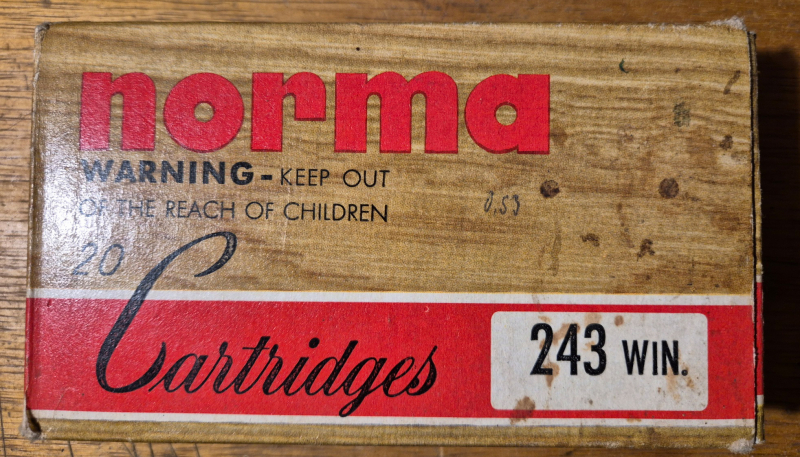 norma
WARNING - KEEP OUT
OF THE REACH OF CHILDREN
20
Cartridges
243 WIN.